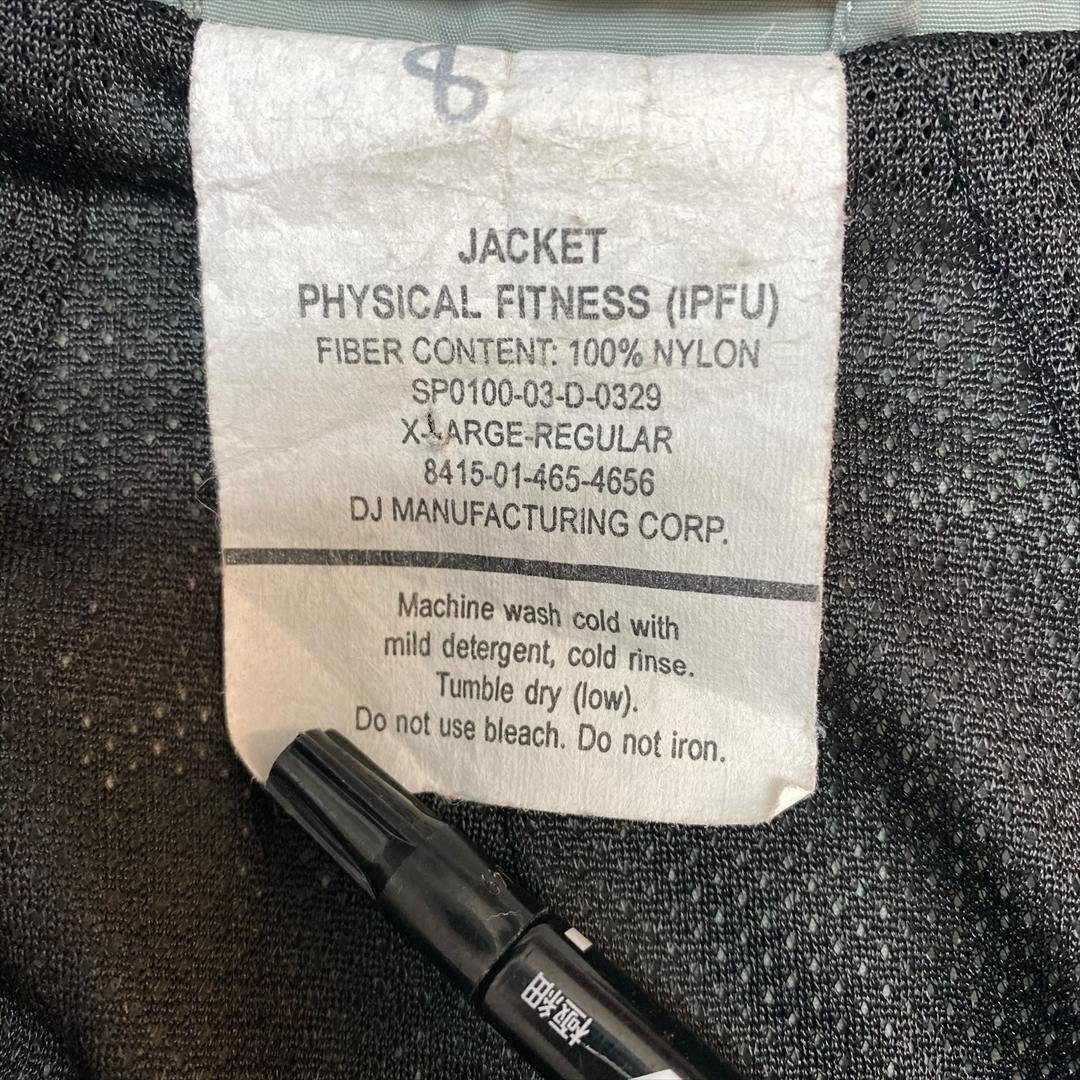 8
JACKET
PHYSICAL FITNESS (IPFU)
FIBER CONTENT: 100% NYLON
SP0100-03-D-0329
X-LARGE-REGULAR
8415-01-465-4656
DJ MANUFACTURING CORP.
Machine wash cold with
mild detergent, cold rinse.
Tumble dry (low).
Do not use bleach. Do not iron.
極細